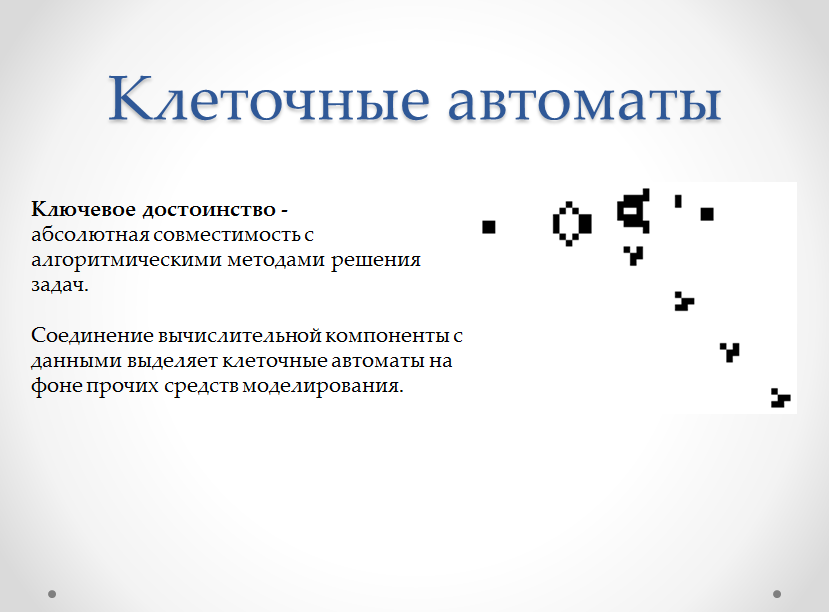 Клеточные автоматы
Ключевое достоинство -
абсолютная совместимость с
алгоритмическими методами решения
задач.
Соединение вычислительной компоненты с
данными выделяет клеточные автоматы на
фоне прочих средств моделирования.